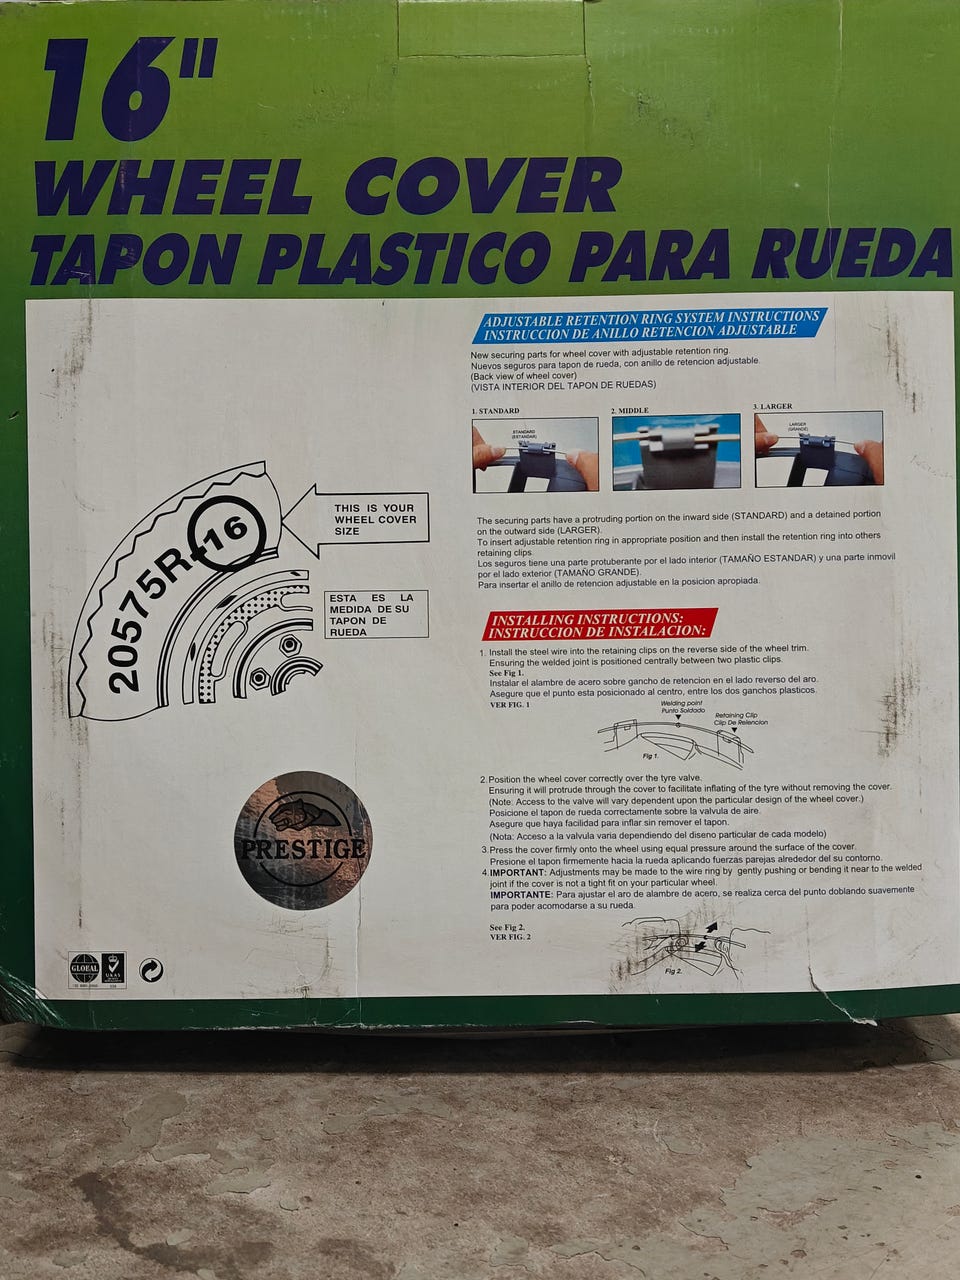 16"
WHEEL COVER
TAPON PLASTICO PARA RUEDA
20575R-16
THIS IS YOUR
WHEEL COVER
SIZE
ESTA ES LA
MEDIDA DE SU
TAPON DE
RUEDA
PRESTIGE
GLOBAL
UKAS
ADJUSTABLE RETENTION RING SYSTEM INSTRUCTIONS
INSTRUCCION DE ANILLO RETENCION ADJUSTABLE
New securing parts for wheel cover with adjustable retention ring.
Nuevos seguros para tapon de rueda, con anillo de retencion adjustable.
(Back view of wheel cover)
(VISTA INTERIOR DEL TAPON DE RUEDAS)
1. STANDARD
2. MIDDLE
3. LARGER
STANDARD
(ESTANDAR)
LARGER
(GRANDE)
The securing parts have a protruding portion on the inward side (STANDARD) and a detained portion
on the outward side (LARGER).
To insert adjustable retention ring in appropriate position and then install the retention ring into others
retaining clips.
Los seguros tiene una parte protuberante por el lado interior (TAMAÑO ESTANDAR) y una parte inmovil
por el lado exterior (TAMAÑO GRANDE).
Para insertar el anillo de retencion adjustable en la posicion apropiada.
INSTALLING INSTRUCTIONS:
INSTRUCCION DE INSTALACION:
1. Install the steel wire into the retaining clips on the reverse side of the wheel trim.
Ensuring the welded joint is positioned centrally between two plastic clips.
See Fig 1.
Instalar el alambre de acero sobre gancho de retencion en el lado reverso del aro.
Asegure que el punto esta posicionado al centro, entre los dos ganchos plasticos.
VER FIG. 1
Welding point
Punto Soldado
Retaining Clip
Clip De Relencion
Fig 1.
2. Position the wheel cover correctly over the tyre valve.
Ensuring it will protrude through the cover to facilitate inflating of the tyre without removing the cover.
(Note: Access to the valve will vary dependent upon the particular design of the wheel cover.)
Posicione el tapon de rueda correctamente sobre la valvula de aire.
Asegure que haya facilidad para inflar sin remover el tapon.
(Nota: Acceso a la valvula varia dependiendo del diseno particular de cada modelo)
3. Press the cover firmly onto the wheel using equal pressure around the surface of the cover.
Presione el tapon firmemente hacia la rueda aplicando fuerzas parejas alrededor de su contorno.
4. IMPORTANT: Adjustments may be made to the wire ring by gently pushing or bending it near to the welded
joint if the cover is not a tight fit on your particular wheel.
IMPORTANTE: Para ajustar el aro de alambre de acero, se realiza cerca del punto doblando suavemente
para poder acomodarse a su rueda.
See Fig 2.
VER FIG. 2
Fig 2.